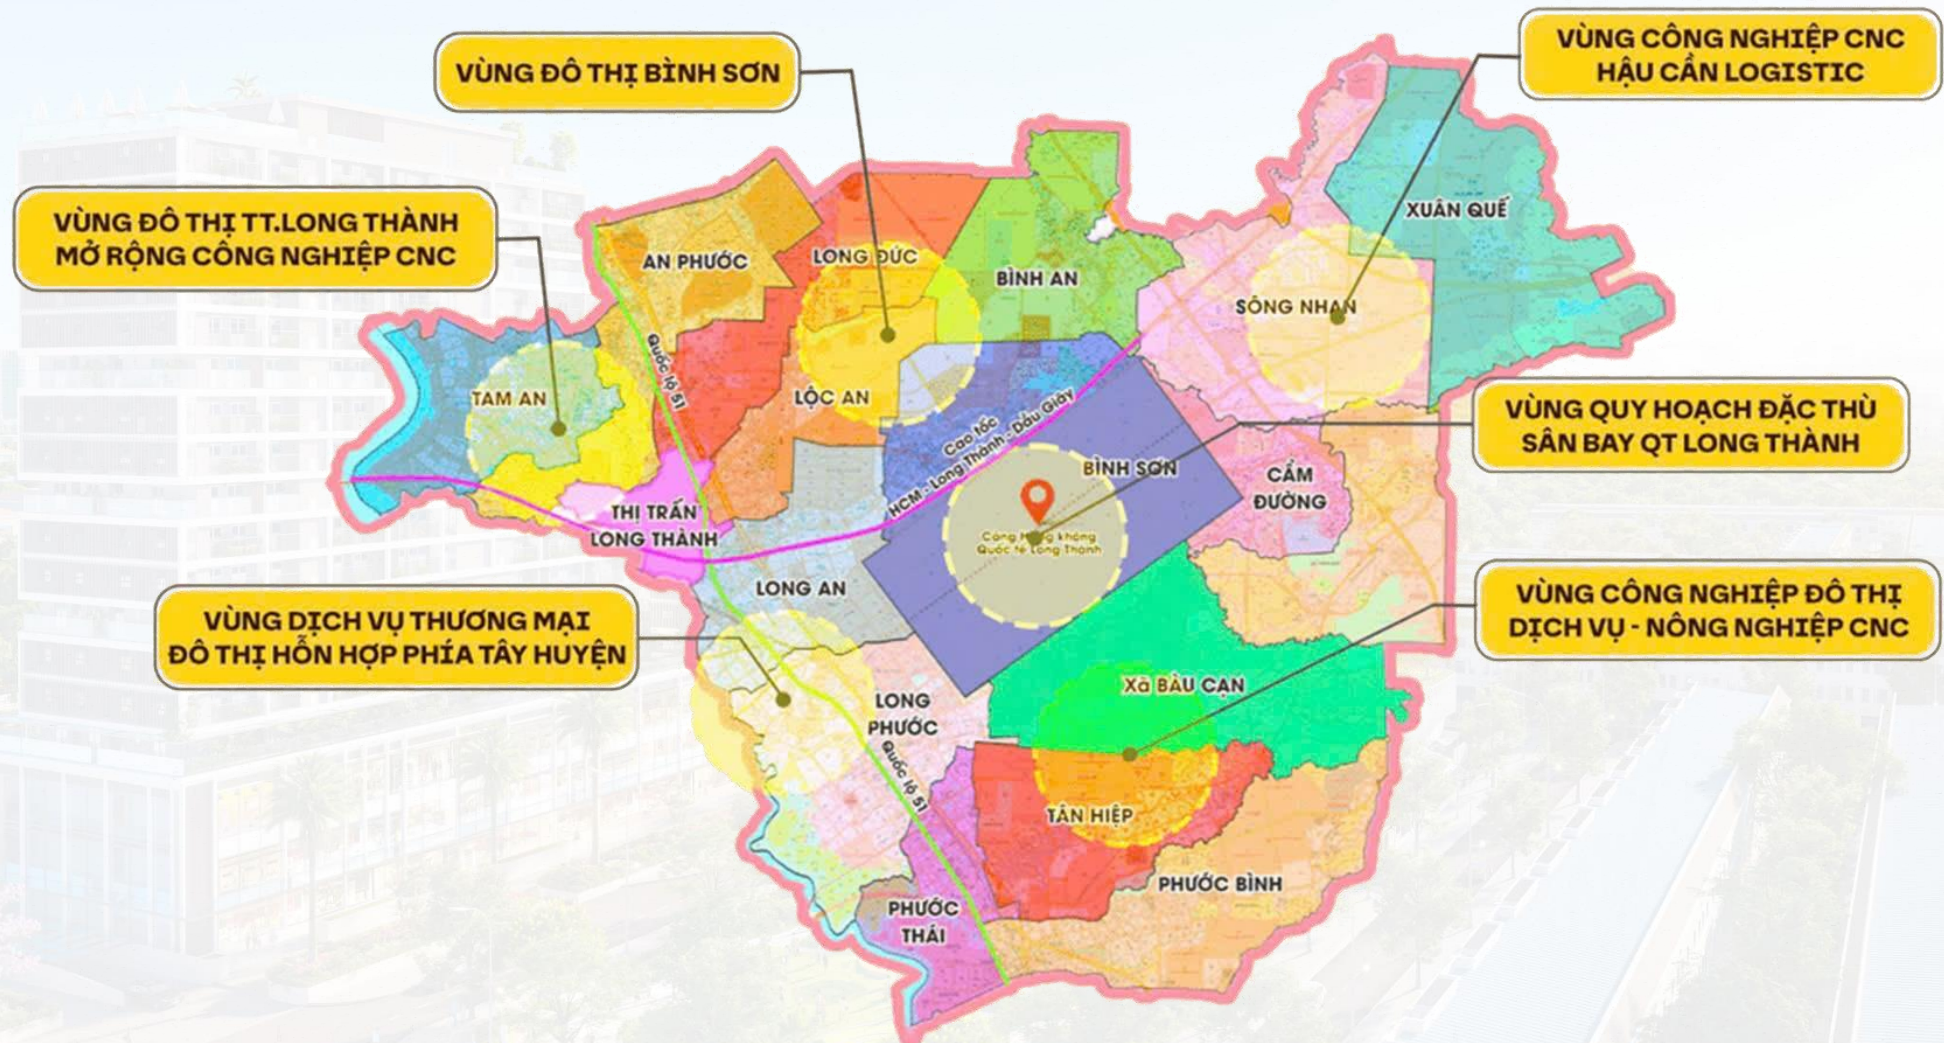 VÙNG CÔNG NGHIỆP CNC
HẬU CẦN LOGISTIC
VÙNG ĐÔ THỊ BÌNH SƠN
VÙNG ĐÔ THỊ TT.LONG THÀNH
MỞ RỘNG CÔNG NGHIỆP CNC
XUÂN QUẾ
AN PHƯỚC
LONG ĐỨC
BÌNH AN
SÔNG NHẠN
Quốc lộ 51
TAM AN
LỘC AN
Cao tốc
HCM - Long Thành - Dầu Giây
VÙNG QUY HOẠCH ĐẶC THÙ
SÂN BAY QT LONG THÀNH
BÌNH SƠN
CẨM
ĐƯỜNG
THỊ TRẤN
LONG THÀNH
Cảng Hàng không
Quốc tế Long Thành
LONG AN
VÙNG CÔNG NGHIỆP ĐÔ THỊ
DỊCH VỤ - NÔNG NGHIỆP CNC
VÙNG DỊCH VỤ THƯƠNG MẠI
ĐÔ THỊ HỖN HỢP PHÍA TÂY HUYỆN
Xã BÀU CẠN
LONG
PHƯỚC
Quốc lộ 51
TÂN HIỆP
PHƯỚC BÌNH
PHƯỚC
THÁI